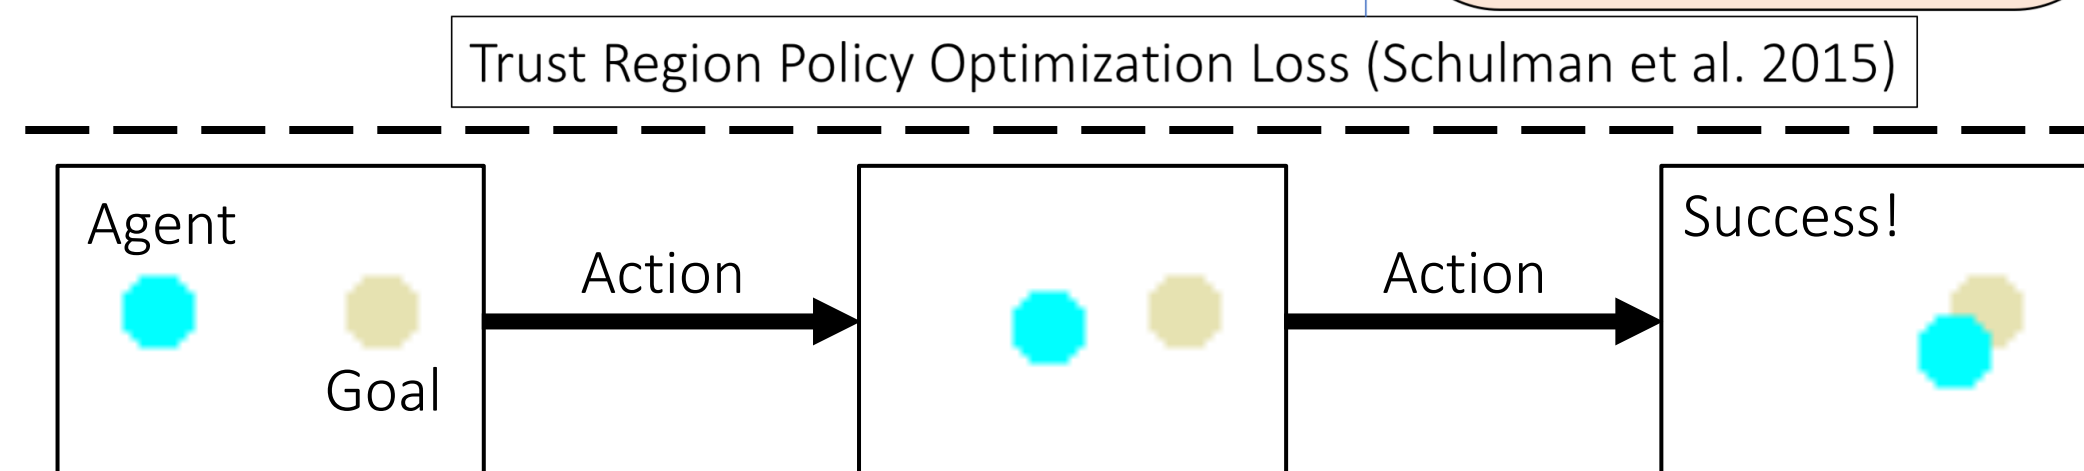 Trust Region Policy Optimization Loss (Schulman et al. 2015)
Agent
Goal
Action
Action
Success!